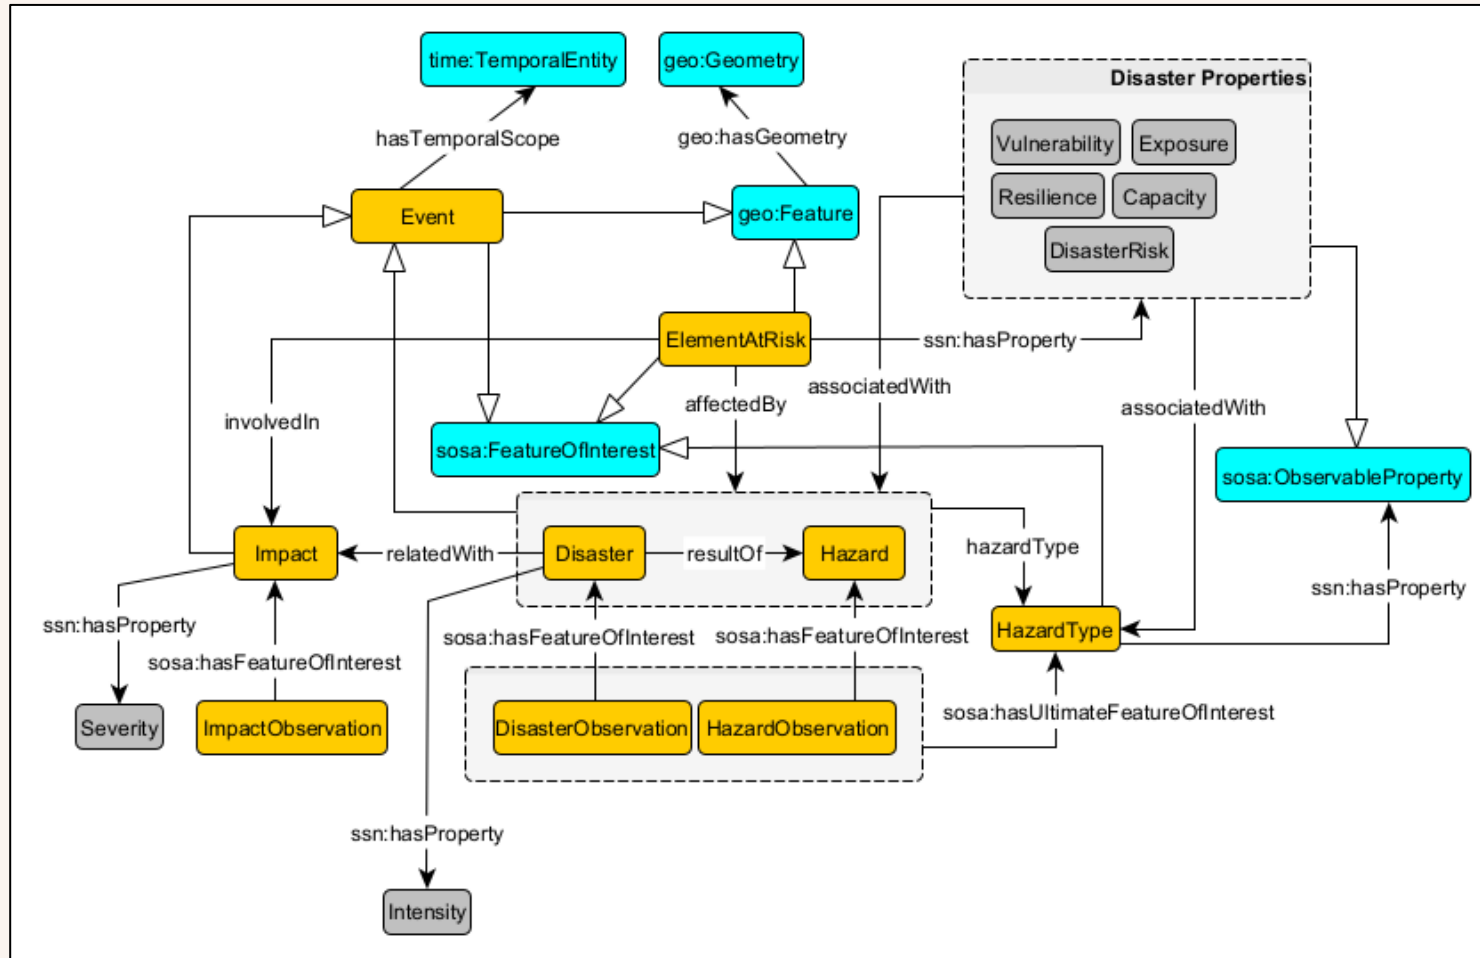 time:TemporalEntity
geo:Geometry
Disaster Properties
hasTemporalScope
geo:hasGeometry
Vulnerability
Exposure
Resilience
Capacity
Event
geo:Feature
DisasterRisk
ElementAtRisk
ssn:hasProperty
associatedWith
affectedBy
associatedWith
involvedIn
sosa:FeatureOfInterest
sosa:ObservableProperty
Impact
relatedWith
Disaster
resultOf
Hazard
hazardType
ssn:hasProperty
ssn:hasProperty
sosa:hasFeatureOfInterest
sosa:hasFeatureOfInterest
HazardType
sosa:hasFeatureOfInterest
Severity
ImpactObservation
DisasterObservation
HazardObservation
sosa:hasUltimateFeatureOfInterest
ssn:hasProperty
Intensity